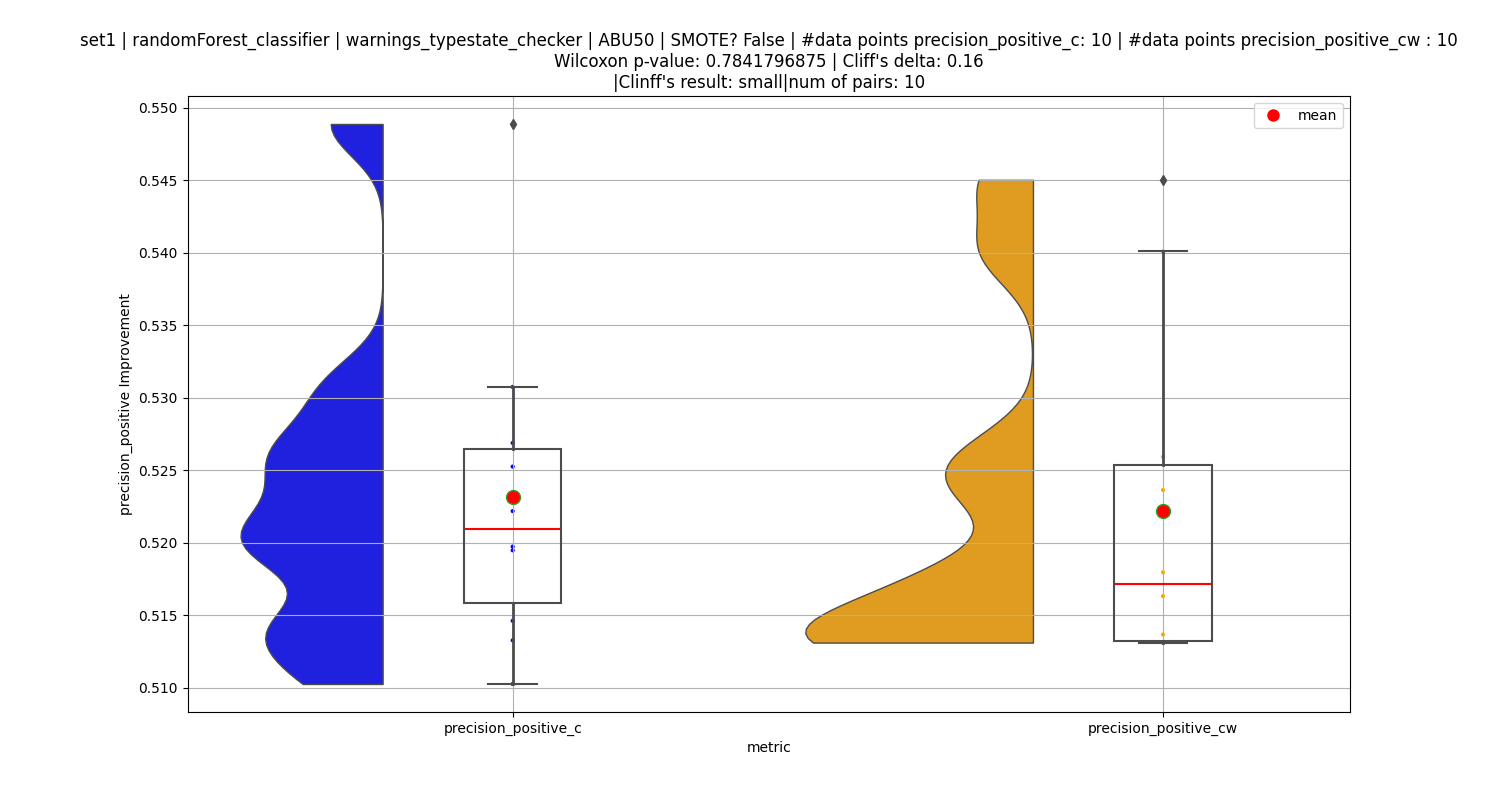 set1 | randomForest_classifier | warnings_typestate_checker | ABU50 | SMOTE? False | #data points precision_positive_c: 10 | #data points precision_positive_cw : 10
Wilcoxon p-value: 0.7841796875 | Cliff's delta: 0.16
|Clinff's result: small|num of pairs: 10
mean
0.550
0.545
0.540
0.535
0.530
0.525
0.520
0.515
0.510
precision_positive Improvement
precision_positive_c
precision_positive_cw
metric